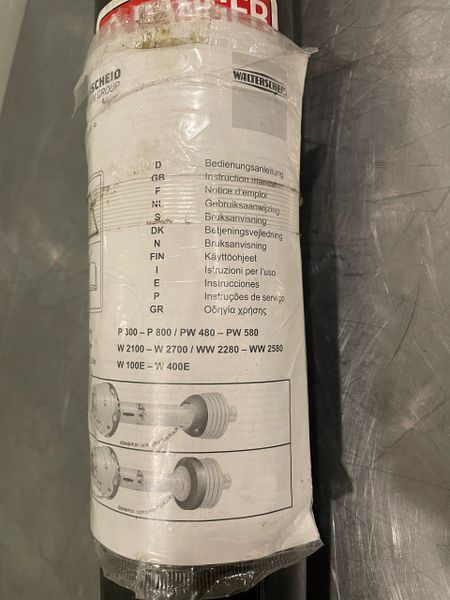 SCHEID
GROUP
WALTERSCHEID
D Bedienungsanleitung
GB Instruction manual
F Notice d'emploi
NL Gebruiksaanwijzing
S Bruksanvisning
DK Betjeningsvejledning
N Bruksanvisning
FIN Käyttöohjeet
I Istruzioni per l'uso
E Instrucciones
P Instruções de serviço
GR Οδηγία χρήσης
P 300 – P 800 / PW 480 – PW 580
W 2100 – W 2700 / WW 2280 – WW 2580
W 100E – W 400E